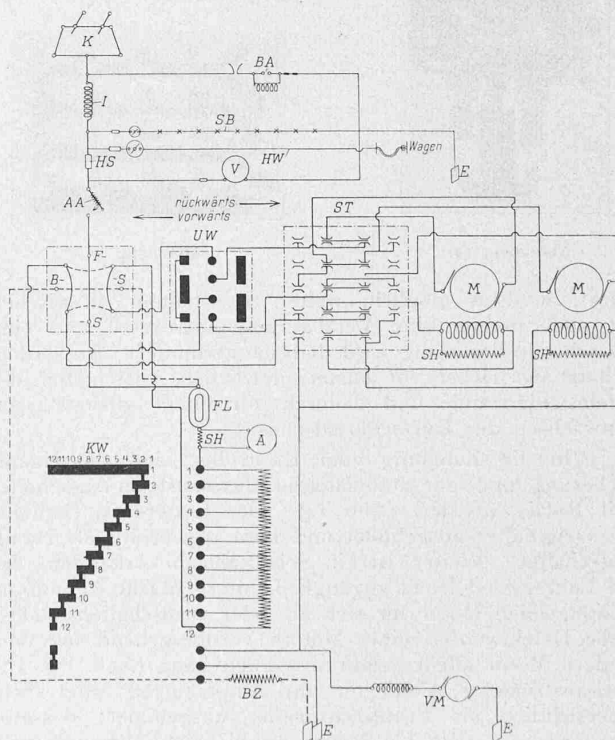 K
BA
I
SB
HS
HW
Wagen
V
E
AA
rückwärts
vorwärts
ST
UW
F-
B-
-S
S
M
M
SH
SH
FL
SH
A
KW
12 11 10 9 8 7 6 5 4 3 2 1
1
2
3
4
5
6
7
8
9
10
11
12
1
2
3
4
5
6
7
8
9
10
11
12
BZ
VM
E
E